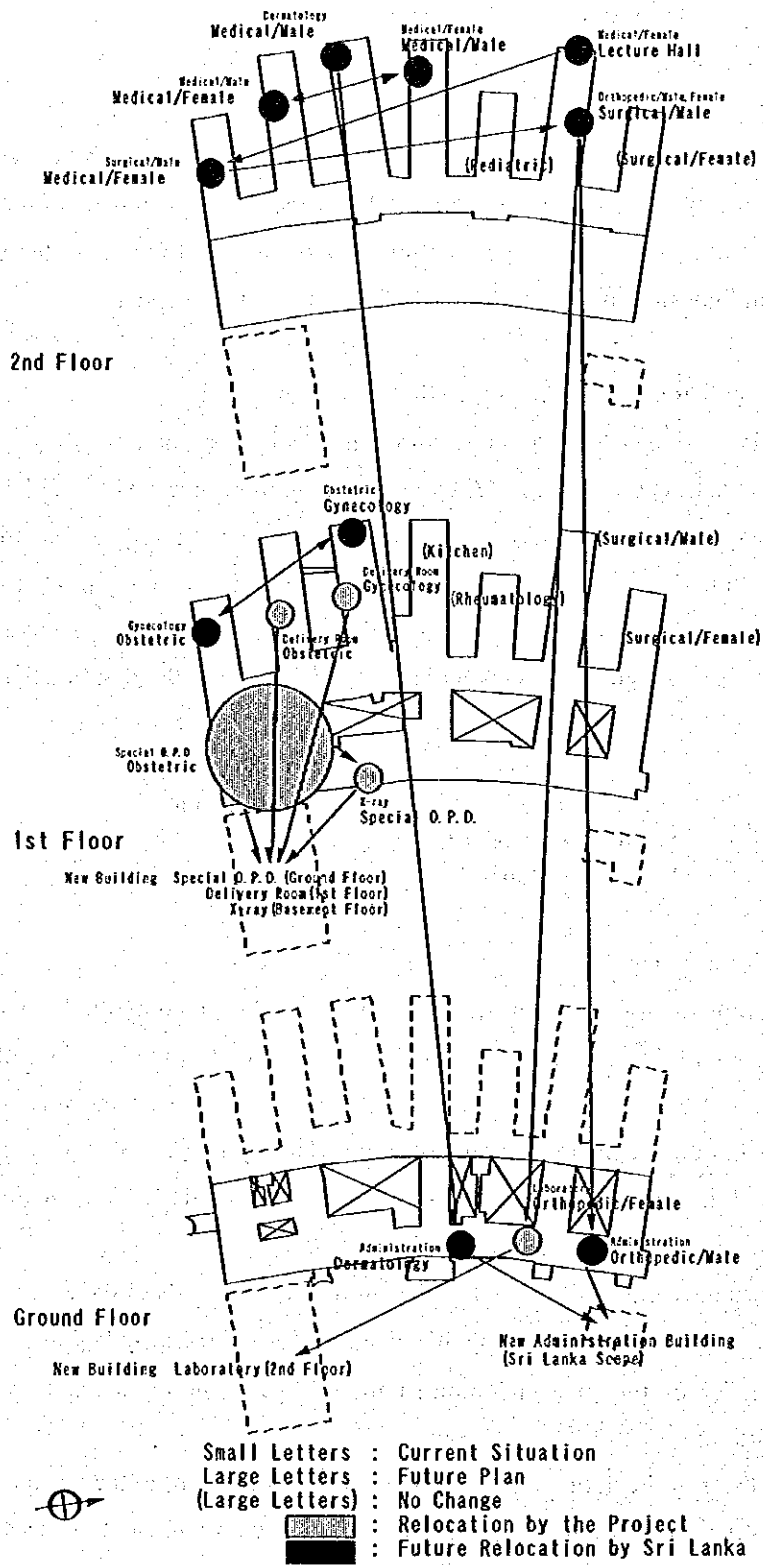 Dermatology
Medical/Male
Medical/Female
Medical/Male
Medical/Female
Lecture Hall
Medical/Male
Medical/Female
Orthopedic/Male, Female
Surgical/Male
Surgical/Male
Medical/Female
(Pediatric)
(Surgical/Female)
2nd Floor
Obstetric
Gynecology
(Kitchen)
(Surgical/Male)
Delivery Room
Gynecology
(Rheumatology)
Gynecology
Obstetric
Delivery Room
Obstetric
Surgical/Female)
Special O.P.D
Obstetric
X-ray
Special O.P.D.
1st Floor
New Building Special O.P.D. (Ground Floor)
Delivery Room(1st Floor)
X-ray(Basement Floor)
Laboratory
Orthopedic/Female
Administration
Dermatology
Administration
Orthopedic/Male
Ground Floor
New Administration Building
(Sri Lanka Scope)
New Building Laboratory(2nd Floor)
Small Letters : Current Situation
Large Letters : Future Plan
(Large Letters) : No Change
: Relocation by the Project
: Future Relocation by Sri Lanka